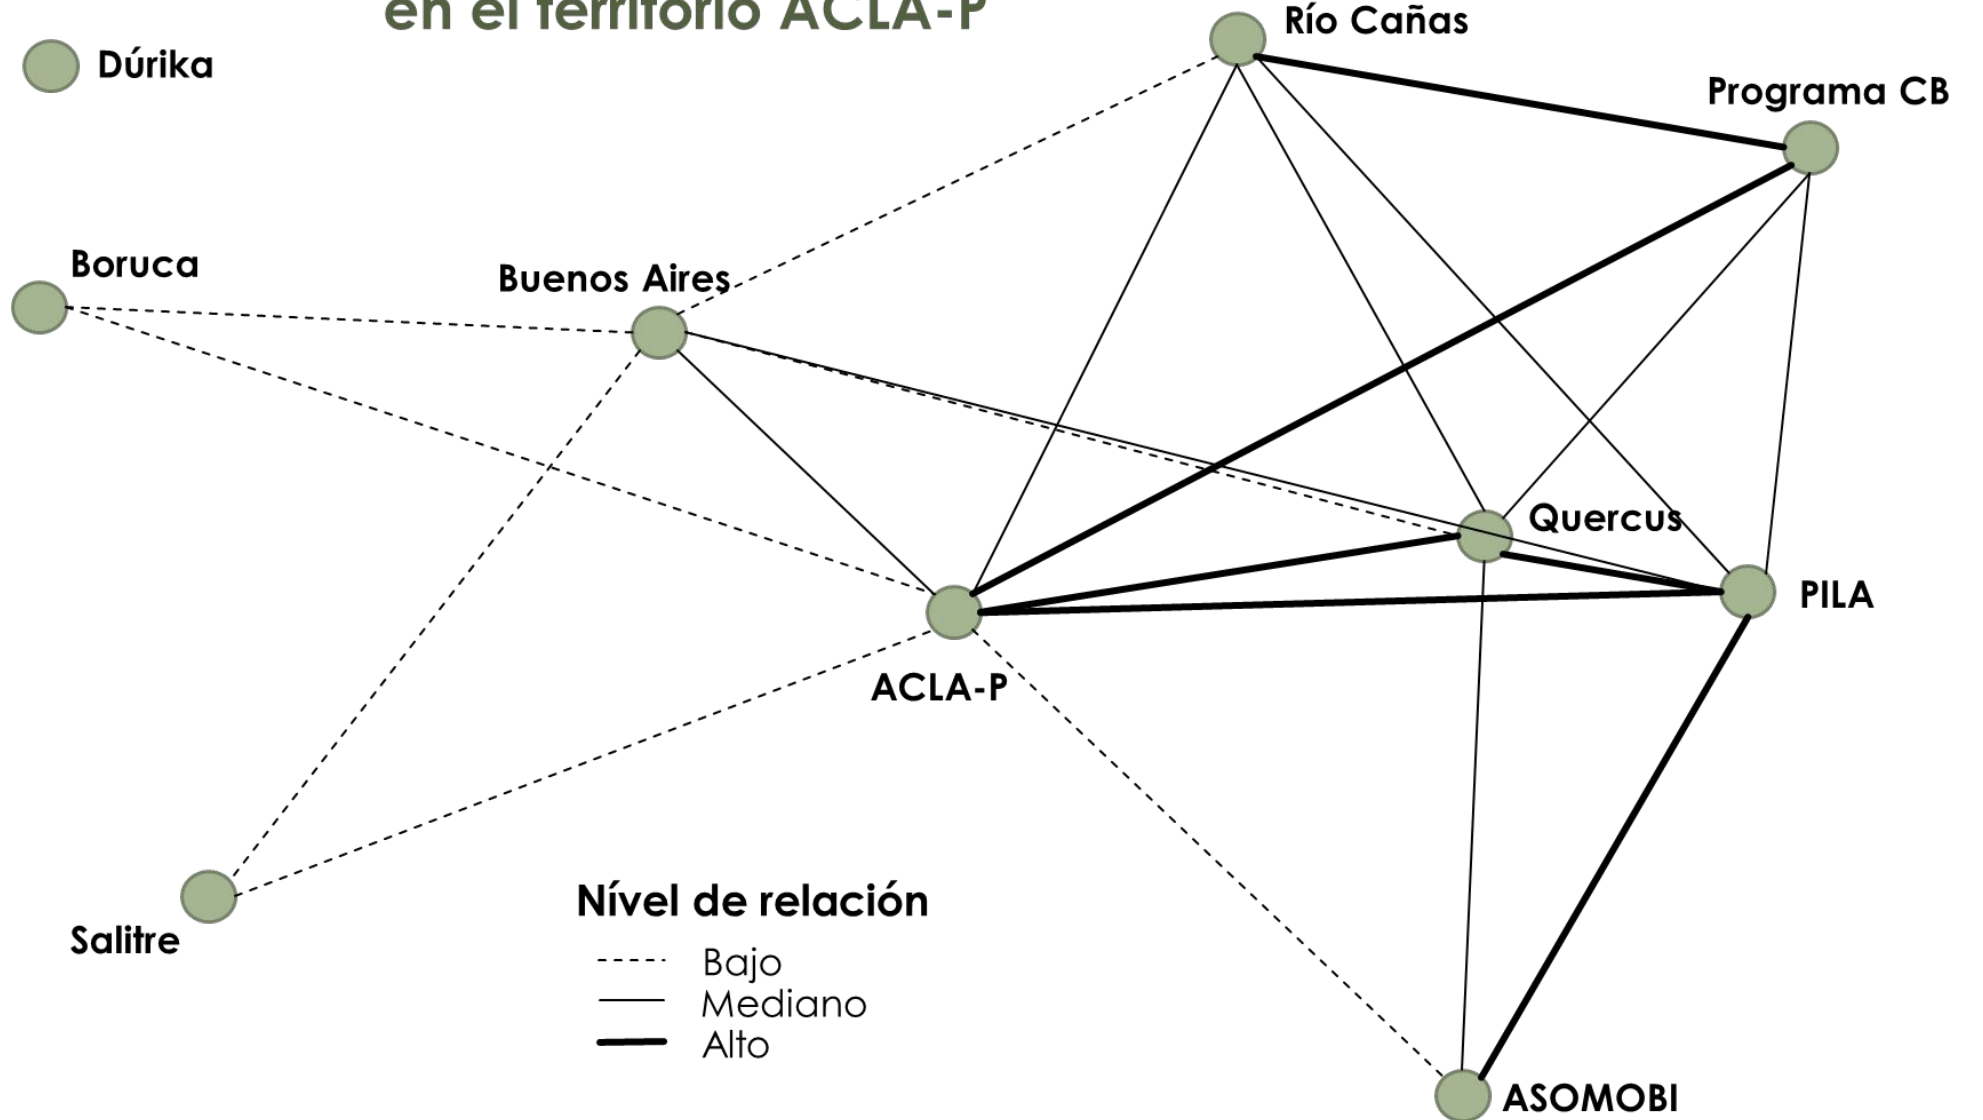 en el territorio ACLA-P
Río Cañas
Dúrika
Programa CB
Boruca
Buenos Aires
Quercus
PILA
ACLA-P
Salitre
Nível de relación
Bajo
Mediano
Alto
ASOMOBI